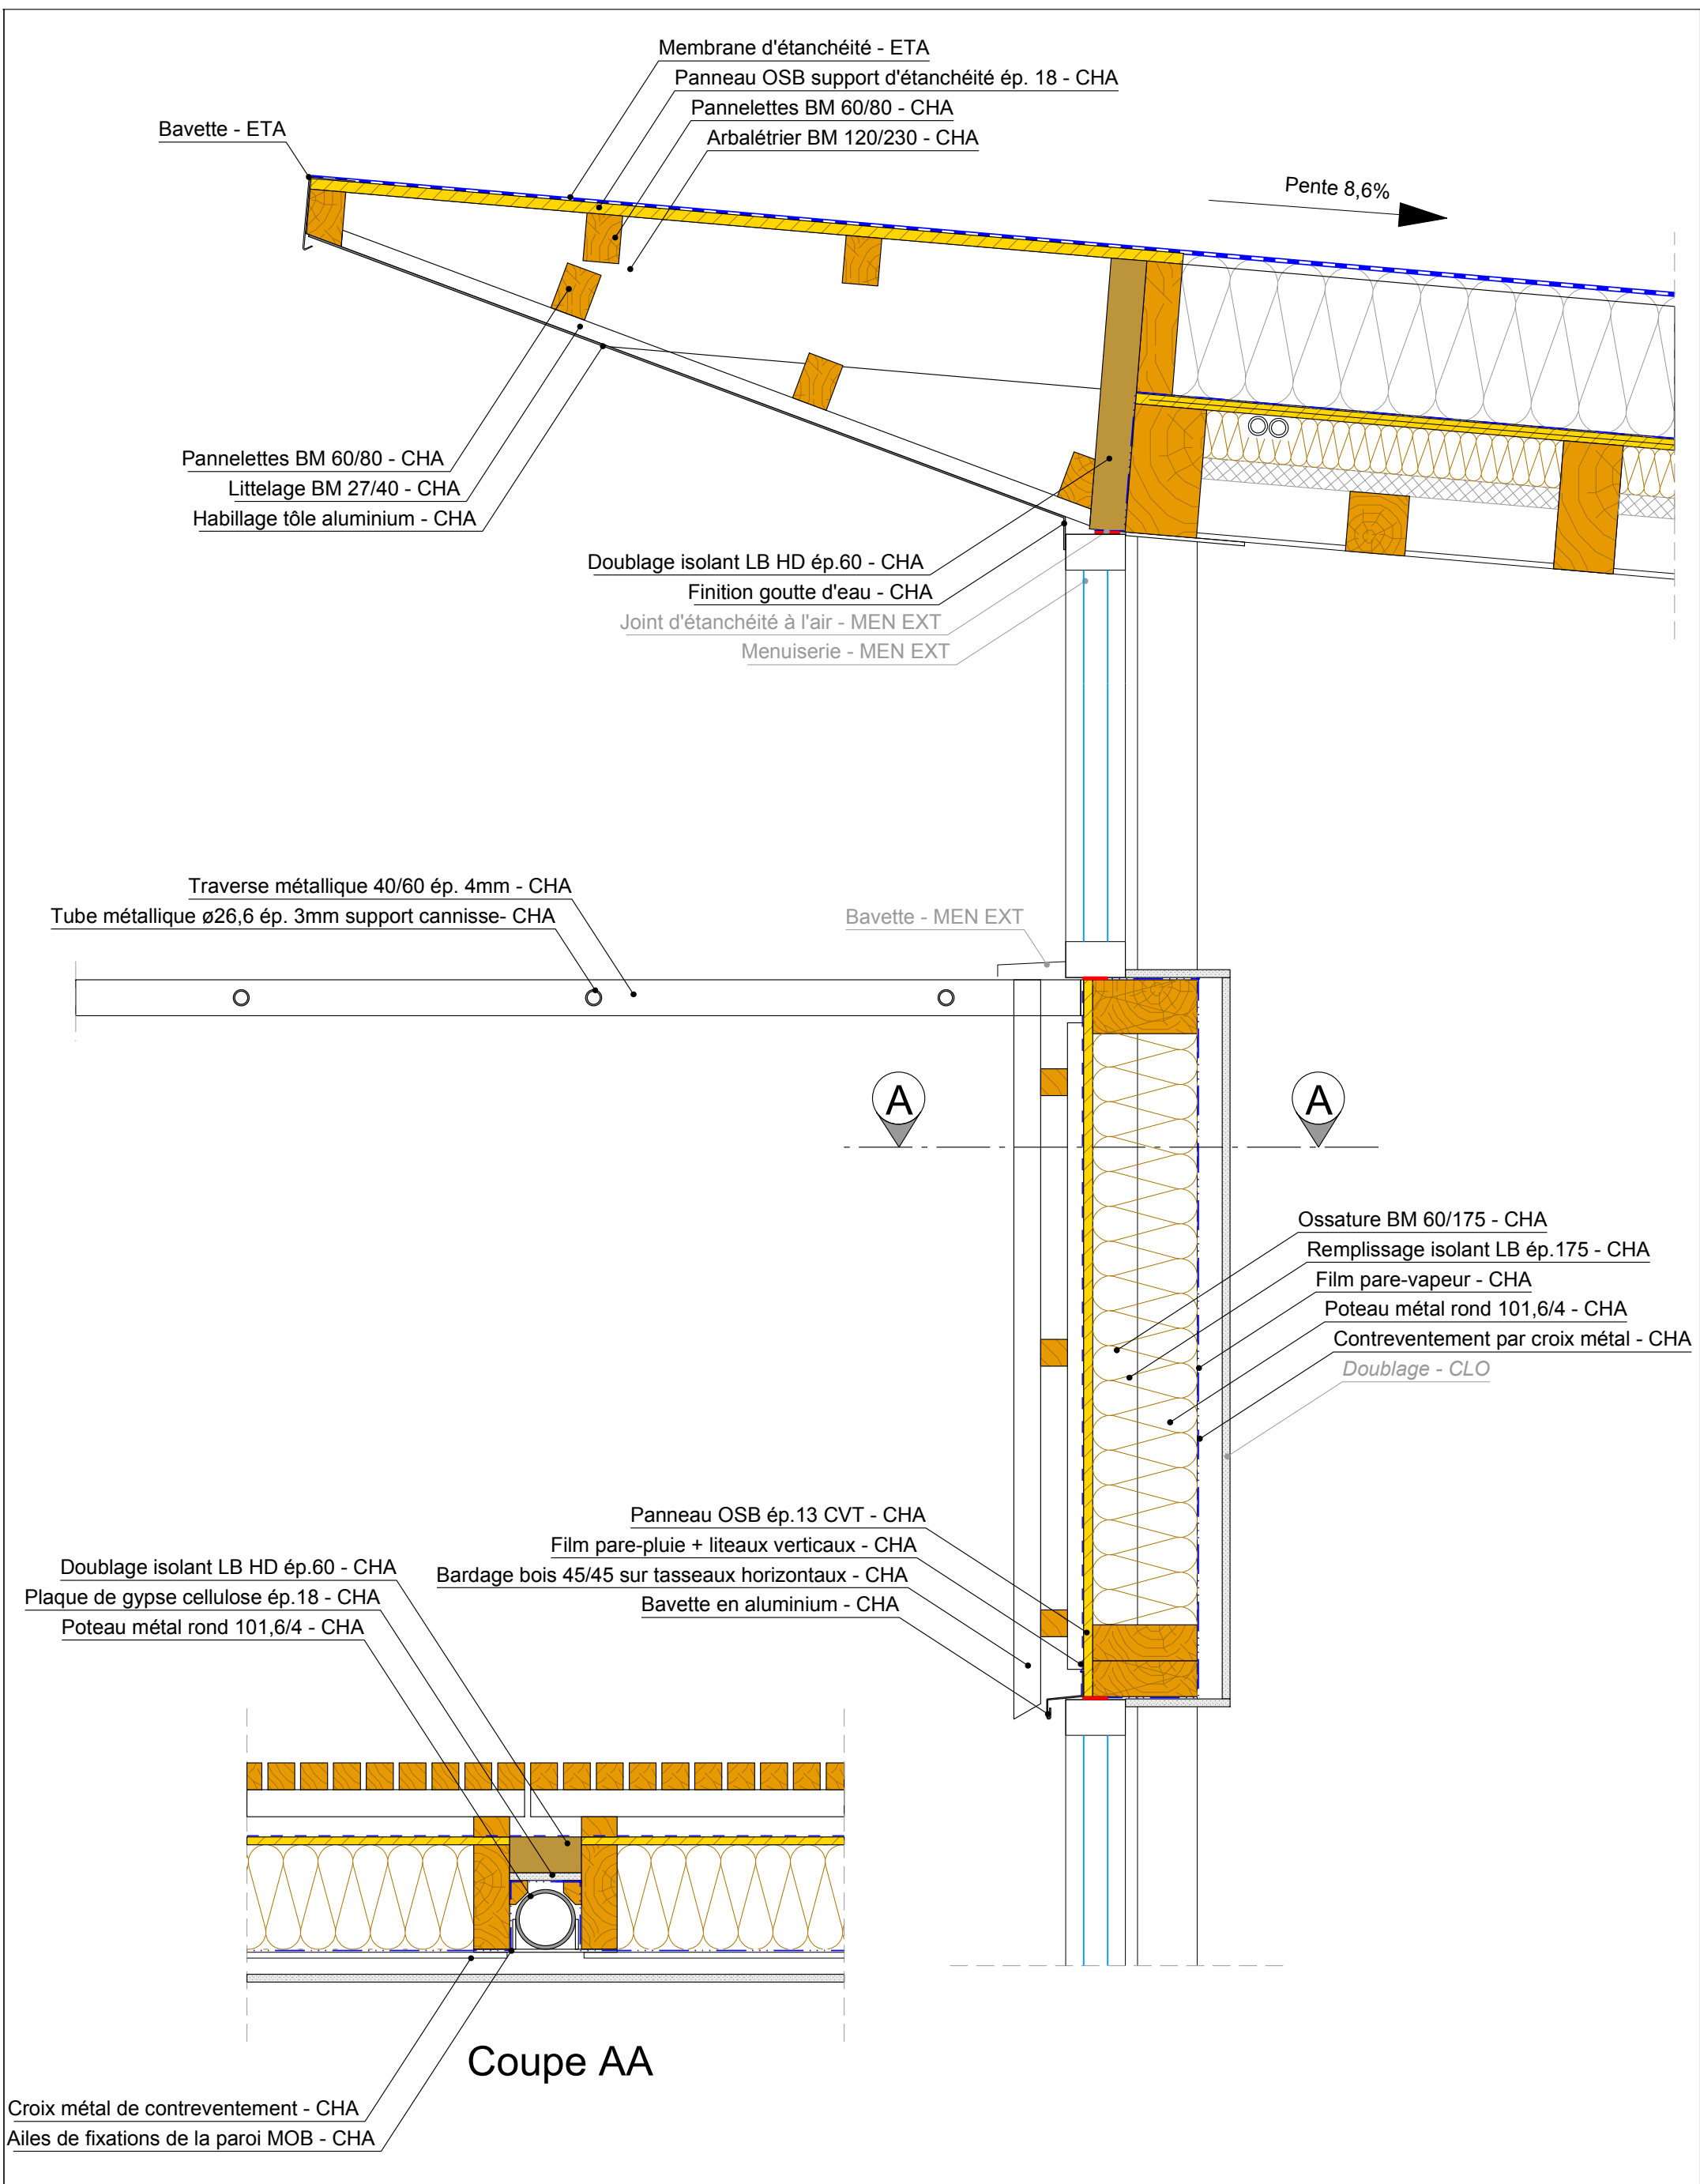 Membrane d'étanchéité - ETA
Panneau OSB support d'étanchéité ép. 18 - CHA
Pannelettes BM 60/80 - CHA
Bavette - ETA
Arbalétrier BM 120/230 - CHA
Pente 8,6%
Pannelettes BM 60/80 - CHA
Littelage BM 27/40 - CHA
Habillage tôle aluminium - CHA
Doublage isolant LB HD ép.60 - CHA
Finition goutte d'eau - CHA
Joint d'étanchéité à l'air - MEN EXT
Menuiserie - MEN EXT
Traverse métallique 40/60 ép. 4mm - CHA
Tube métallique ø26,6 ép. 3mm support cannisse- CHA
Bavette - MEN EXT
A
A
Ossature BM 60/175 - CHA
Remplissage isolant LB ép.175 - CHA
Film pare-vapeur - CHA
Poteau métal rond 101,6/4 - CHA
Contreventement par croix métal - CHA
Doublage - CLO
Panneau OSB ép.13 CVT - CHA
Film pare-pluie + liteaux verticaux - CHA
Bardage bois 45/45 sur tasseaux horizontaux - CHA
Bavette en aluminium - CHA
Doublage isolant LB HD ép.60 - CHA
Plaque de gypse cellulose ép.18 - CHA
Poteau métal rond 101,6/4 - CHA
Coupe AA
Croix métal de contreventement - CHA
Ailes de fixations de la paroi MOB - CHA